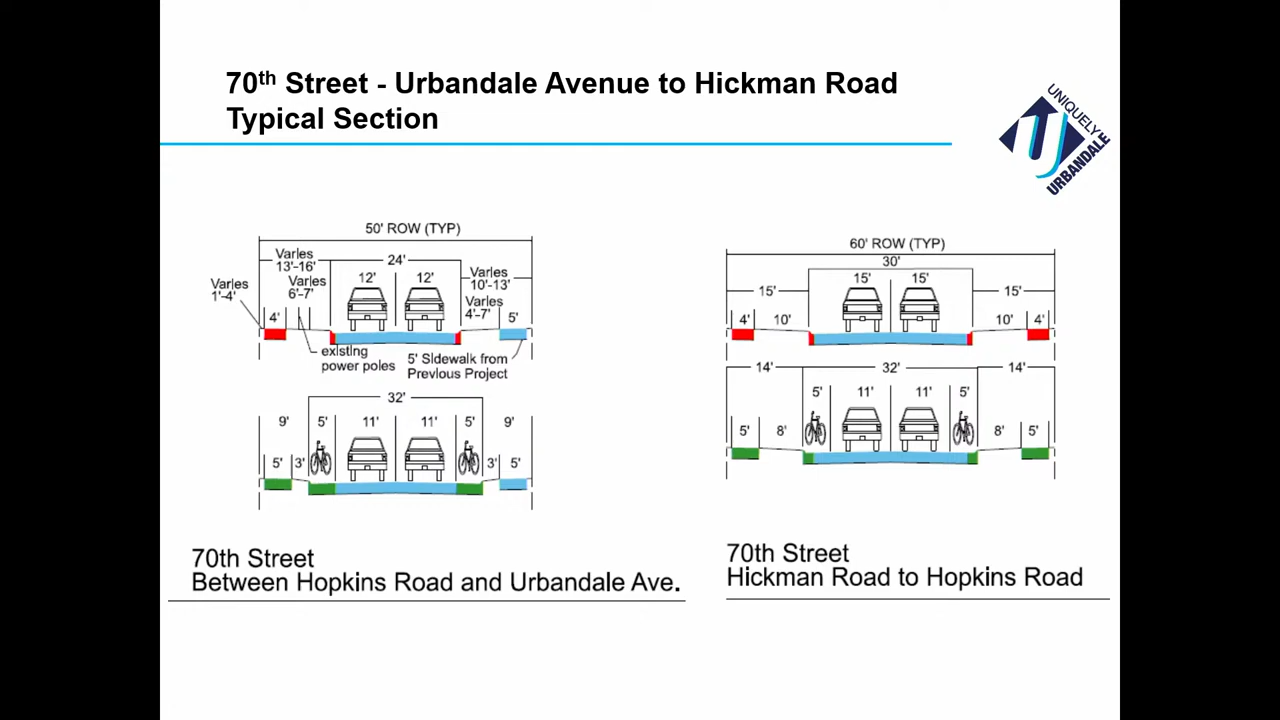 70th Street - Urbandale Avenue to Hickman Road
Typical Section
UNIQUELY
URBANDALE
50' ROW (TYP)
Varies
13'-16'
24'
Varies
10'-13'
Varies
1'-4'
Varies
6'-7'
12'
12'
Varies
4'-7'
4'
5'
existing
power poles
5' Sidewalk from
Previous Project
32'
9'
5'
11'
11'
5'
9'
5'
3'
3'
5'
70th Street
Between Hopkins Road and Urbandale Ave.
60' ROW (TYP)
30'
15'
15'
15'
15'
4'
10'
10'
4'
14'
32'
14'
5'
11'
11'
5'
5'
8'
8'
5'
70th Street
Hickman Road to Hopkins Road